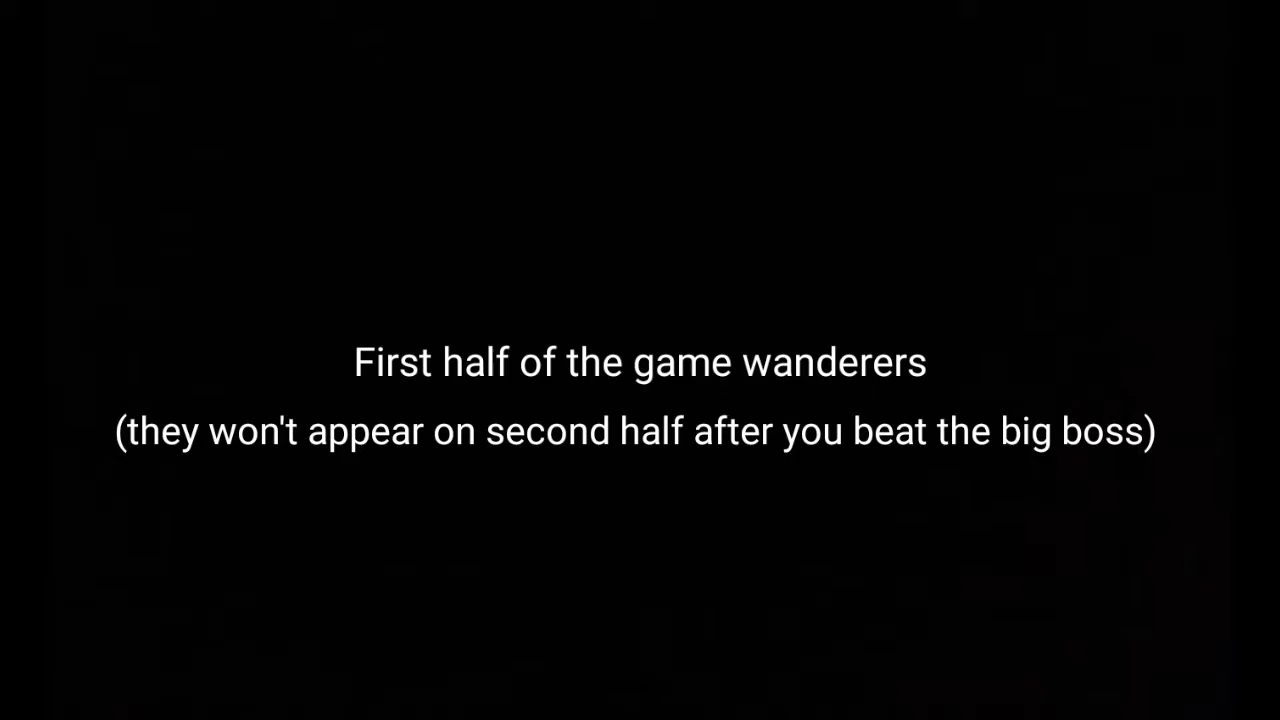 First half of the game wanderers
(they won't appear on second half after you beat the big boss)